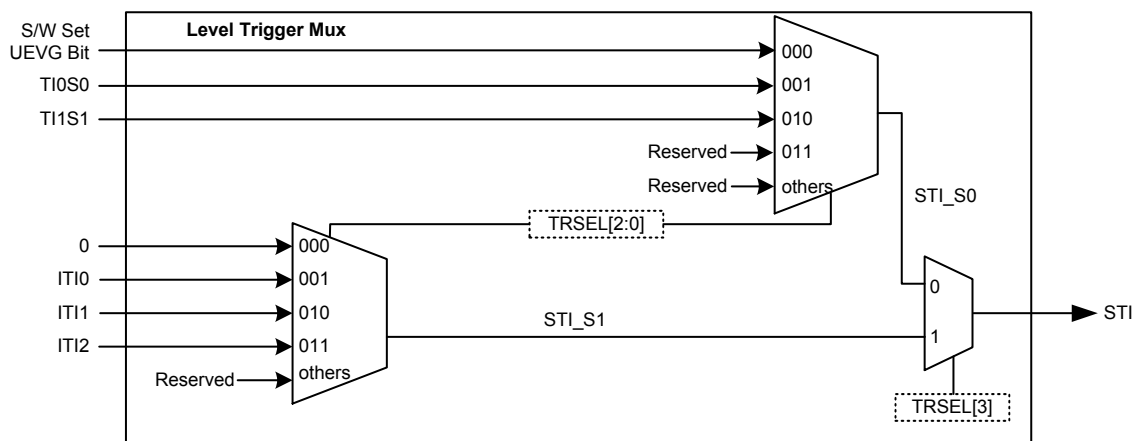 S/W Set
UEVG Bit
Level Trigger Mux
000
TI0S0
001
TI1S1
010
Reserved
011
Reserved
others
STI_S0
TRSEL[2:0]
0
000
ITI0
001
0
ITI1
010
STI
STI_S1
ITI2
011
1
Reserved
others
TRSEL[3]